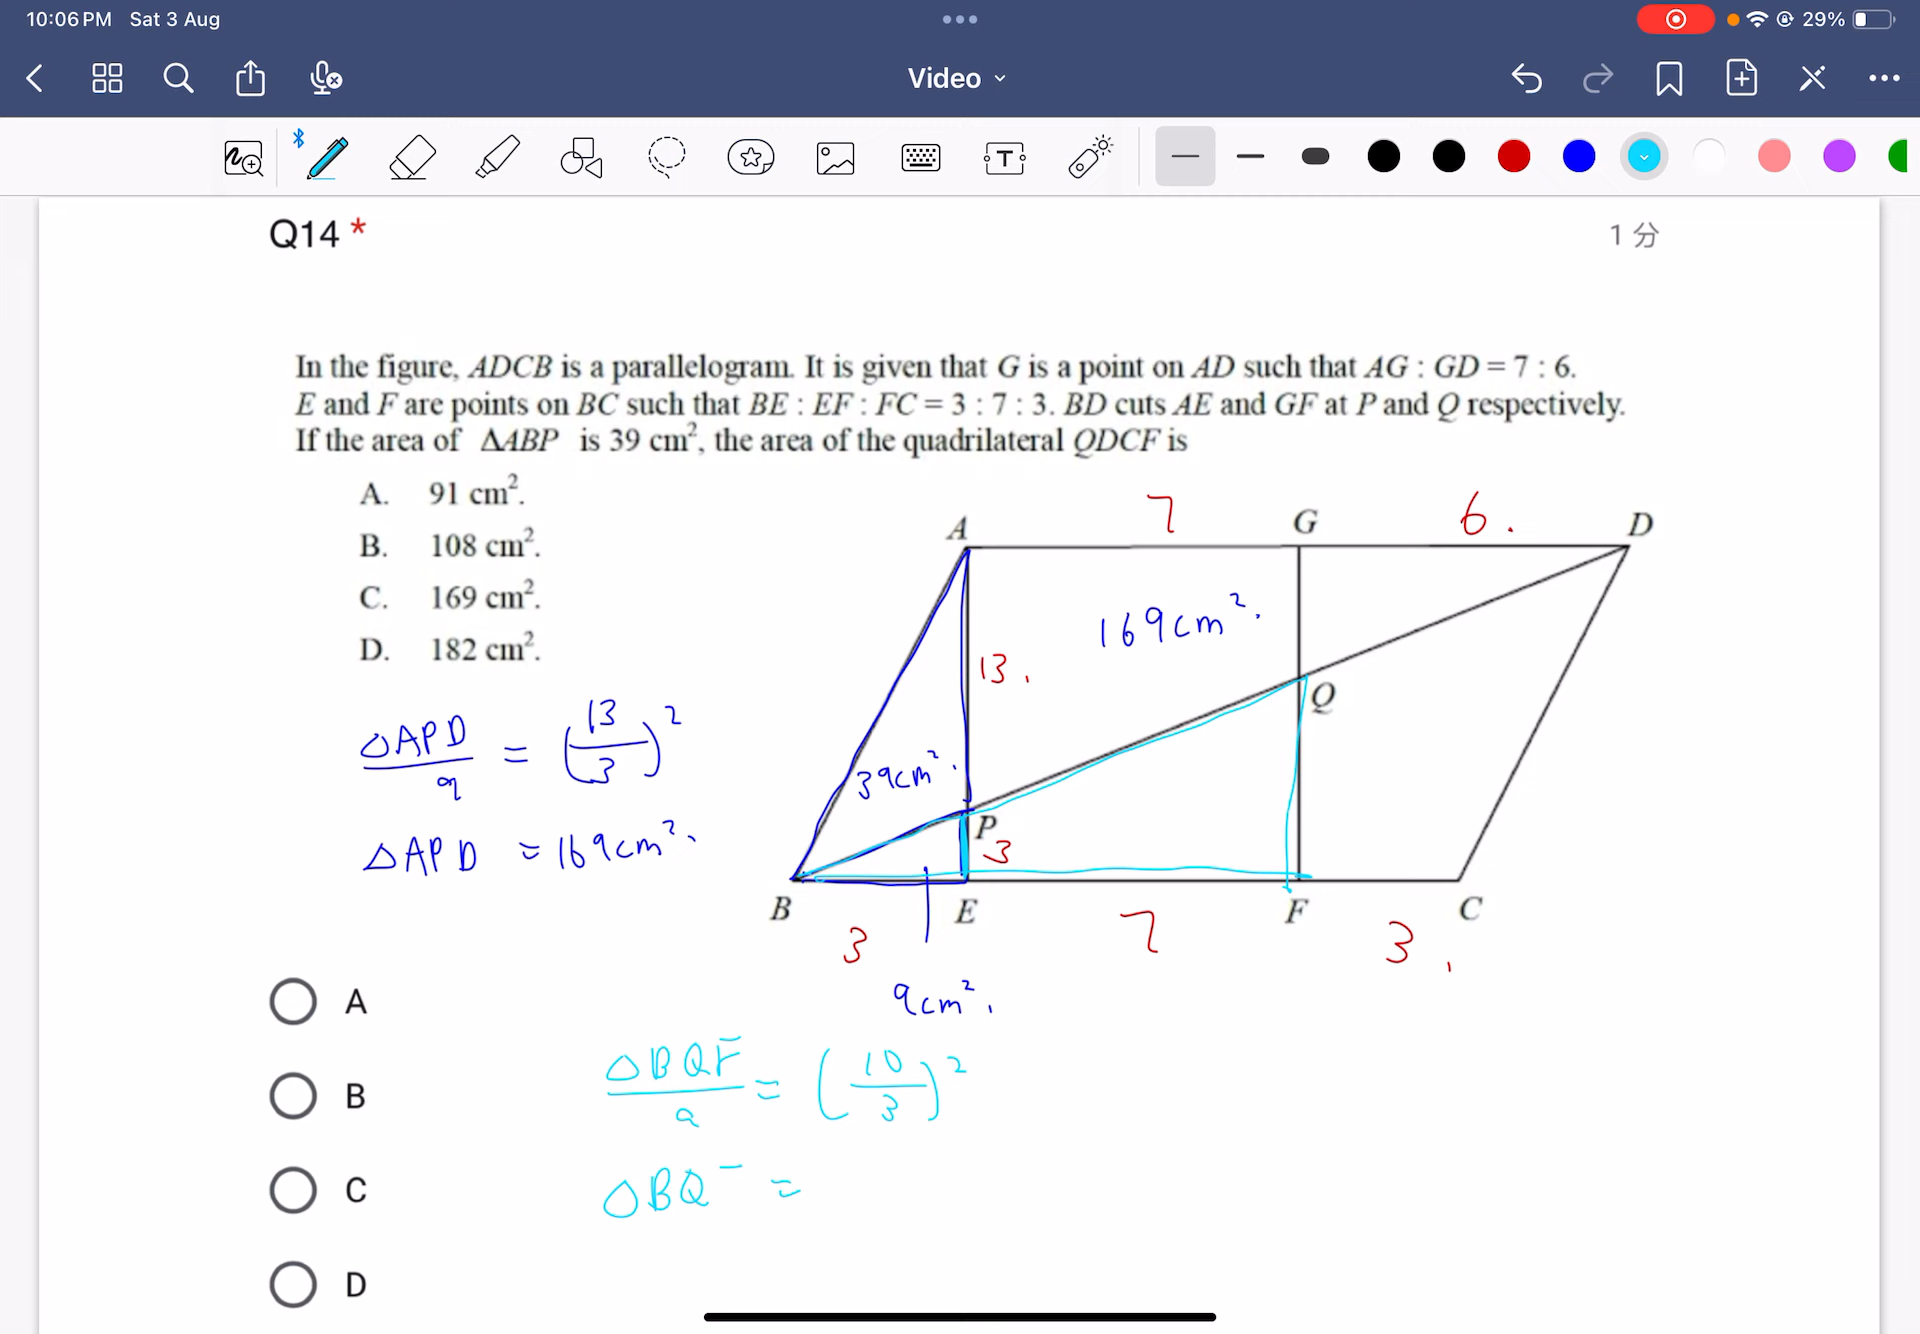 10:06 PM Sat 3 Aug
29%
Video
T
Q14 *
1 分
In the figure, ADCB is a parallelogram. It is given that G is a point on AD such that AG : GD = 7 : 6.
E and F are points on BC such that BE : EF : FC = 3 : 7 : 3. BD cuts AE and GF at P and Q respectively.
If the area of ΔABP is 39 cm², the area of the quadrilateral QDCF is
A. 91 cm².
B. 108 cm².
C. 169 cm².
D. 182 cm².
7 6.
A G D
169cm².
13.
Q
39cm².
P
3
B E F C
3 7 3.
9cm².
△APD/9 = (13/3)²
△APD = 169cm².
△BQF/9 = (10/3)²
△BQ =
A
B
C
D